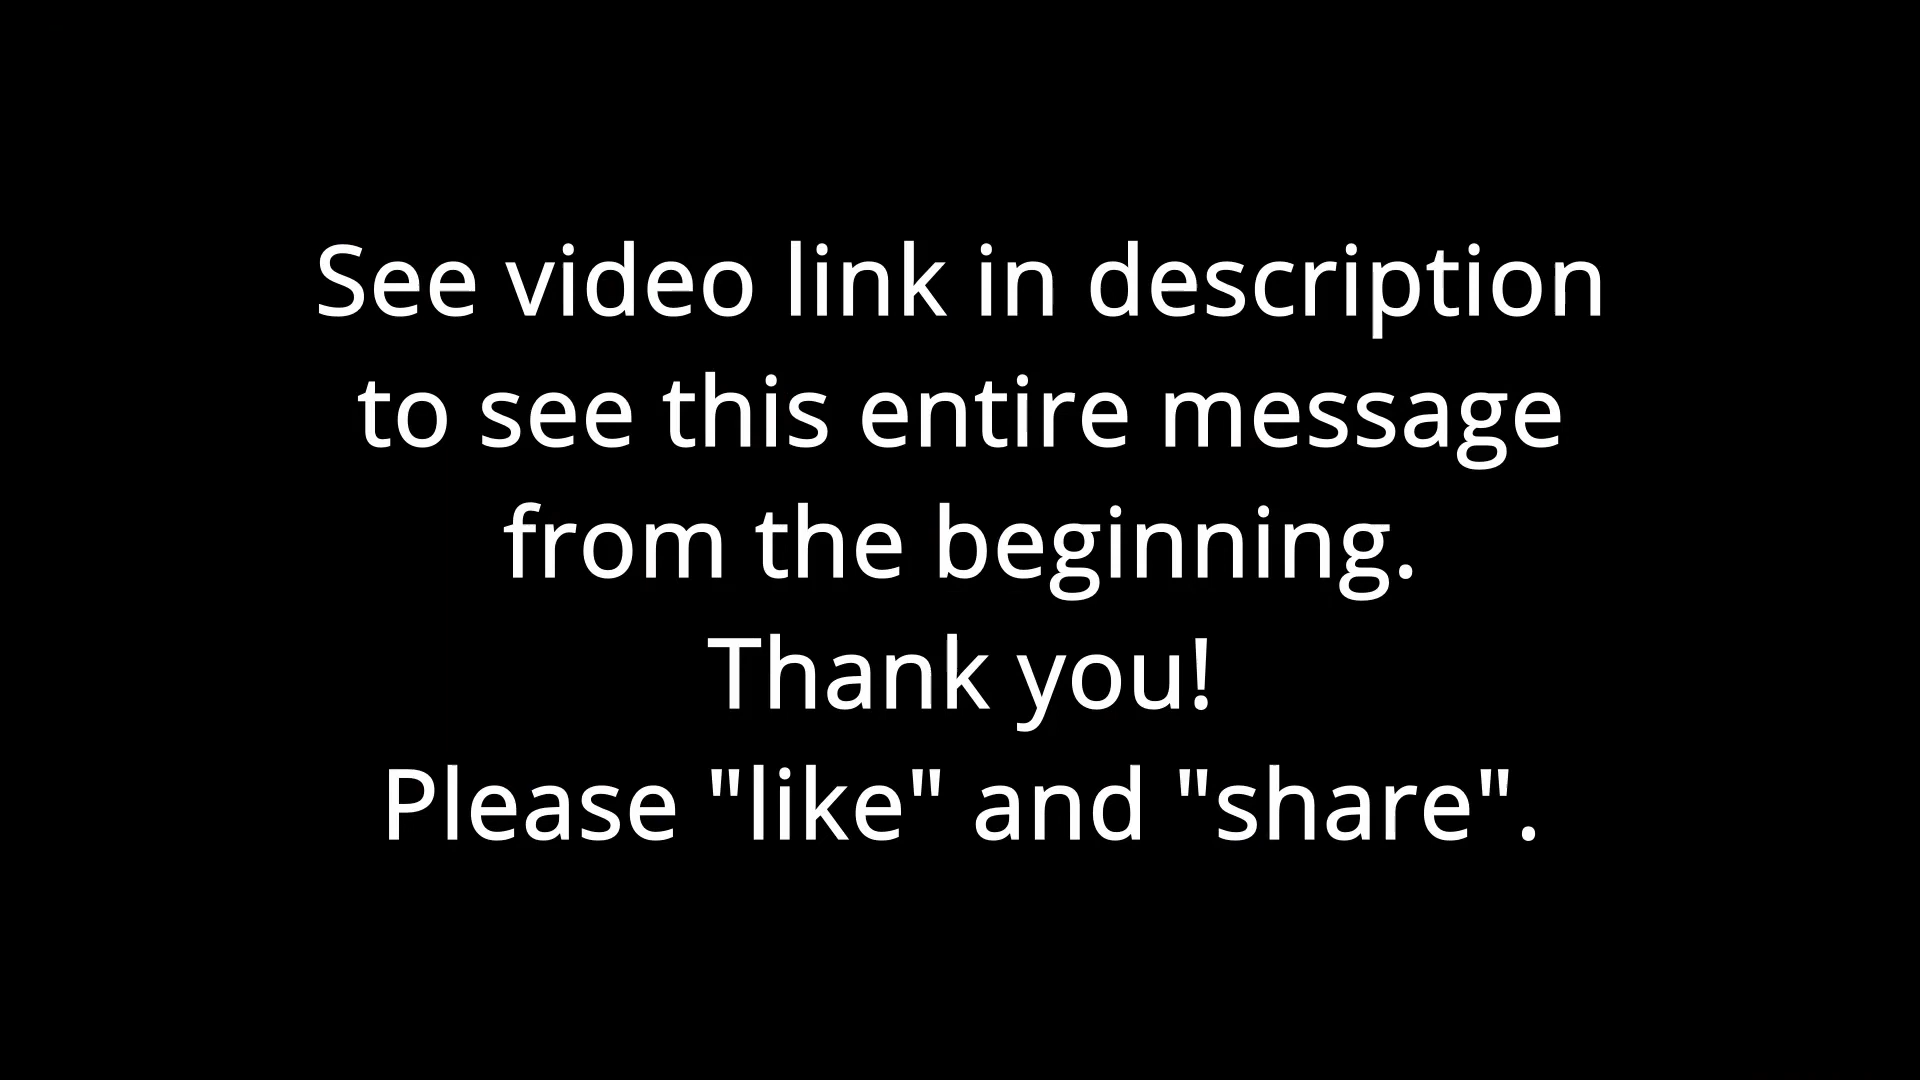 See video link in description
to see this entire message
from the beginning.
Thank you!
Please "like" and "share".